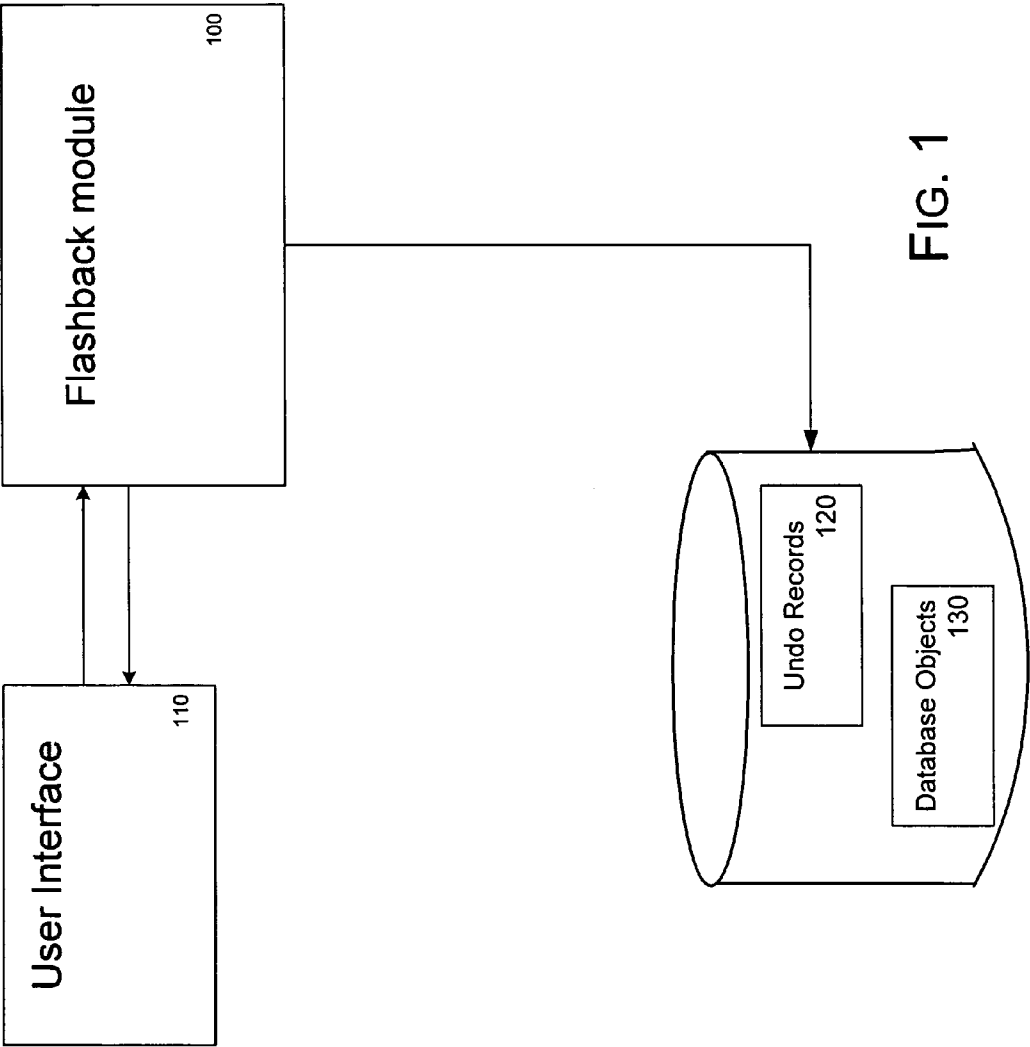 User Interface
110
Flashback module
100
Undo Records
120
Database Objects
130
FIG. 1